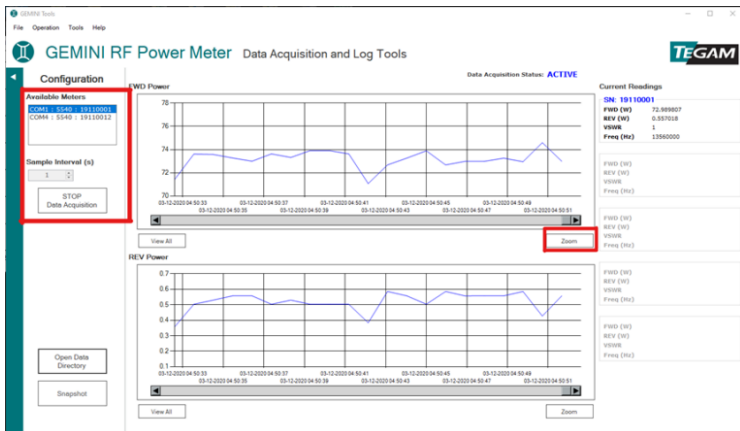 GEMINI Tools
File Operation Tools Help
GEMINI RF Power Meter Data Acquisition and Log Tools
TEGAM
Configuration
Available Meters
COM1 : 5540 : 19110001
COM4 : 5540 : 19110012
Sample Interval (s)
1
STOP
Data Acquisition
Open Data
Directory
Snapshot
Data Acquisition Status: ACTIVE
FWD Power
78
76
74
72
70
03-12-2020 04:50:33 03-12-2020 04:50:37 03-12-2020 04:50:41 03-12-2020 04:50:45 03-12-2020 04:50:49
03-12-2020 04:50:35 03-12-2020 04:50:39 03-12-2020 04:50:43 03-12-2020 04:50:47 03-12-2020 04:50:51
View All Zoom
REV Power
0.7
0.6
0.5
0.4
0.3
0.2
0.1
03-12-2020 04:50:33 03-12-2020 04:50:37 03-12-2020 04:50:41 03-12-2020 04:50:45 03-12-2020 04:50:49
03-12-2020 04:50:35 03-12-2020 04:50:39 03-12-2020 04:50:43 03-12-2020 04:50:47 03-12-2020 04:50:51
View All Zoom
Current Readings
SN: 19110001
FWD (W) 72.989807
REV (W) 0.557018
VSWR 1
Freq (Hz) 13560000
FWD (W)
REV (W)
VSWR
Freq (Hz)
FWD (W)
REV (W)
VSWR
Freq (Hz)
FWD (W)
REV (W)
VSWR
Freq (Hz)
FWD (W)
REV (W)
VSWR
Freq (Hz)